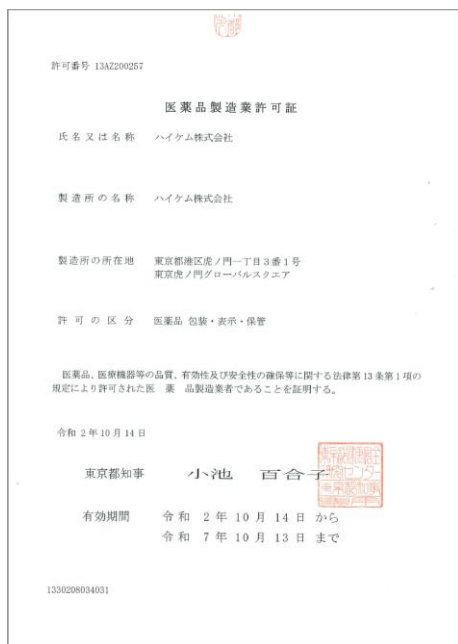 許可番号 13AZ200257
医薬品製造業許可証
氏名又は名称 ハイケム株式会社
製造所の名称 ハイケム株式会社
製造所の所在地 東京都港区虎ノ門一丁目3番1号
東京虎ノ門グローバルスクエア
許可の区分 医薬品 包装・表示・保管
医薬品、医療機器等の品質、有効性及び安全性の確保等に関する法律第13条第1項の
規定により許可された医 薬 品製造業者であることを証明する。
令和 2年10月14日
東京都知事 小池 百合子
有効期間 令和 2年10月14日 から
令和 7年10月13日 まで
1330208034031